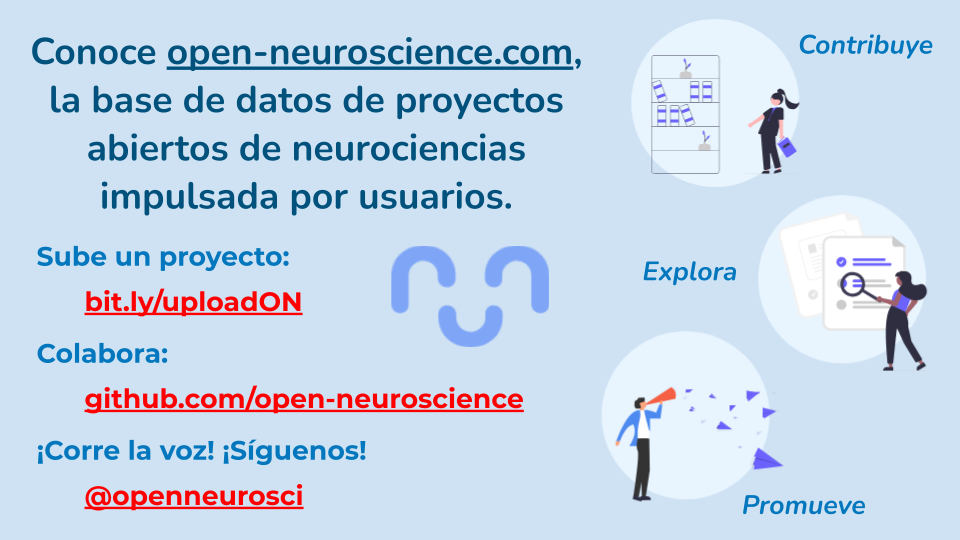 Conoce open-neuroscience.com,
la base de datos de proyectos
abiertos de neurociencias
impulsada por usuarios.
Sube un proyecto:
bit.ly/uploadON
Colabora:
github.com/open-neuroscience
¡Corre la voz! ¡Síguenos!
@openneurosci
Contribuye
Explora
Promueve